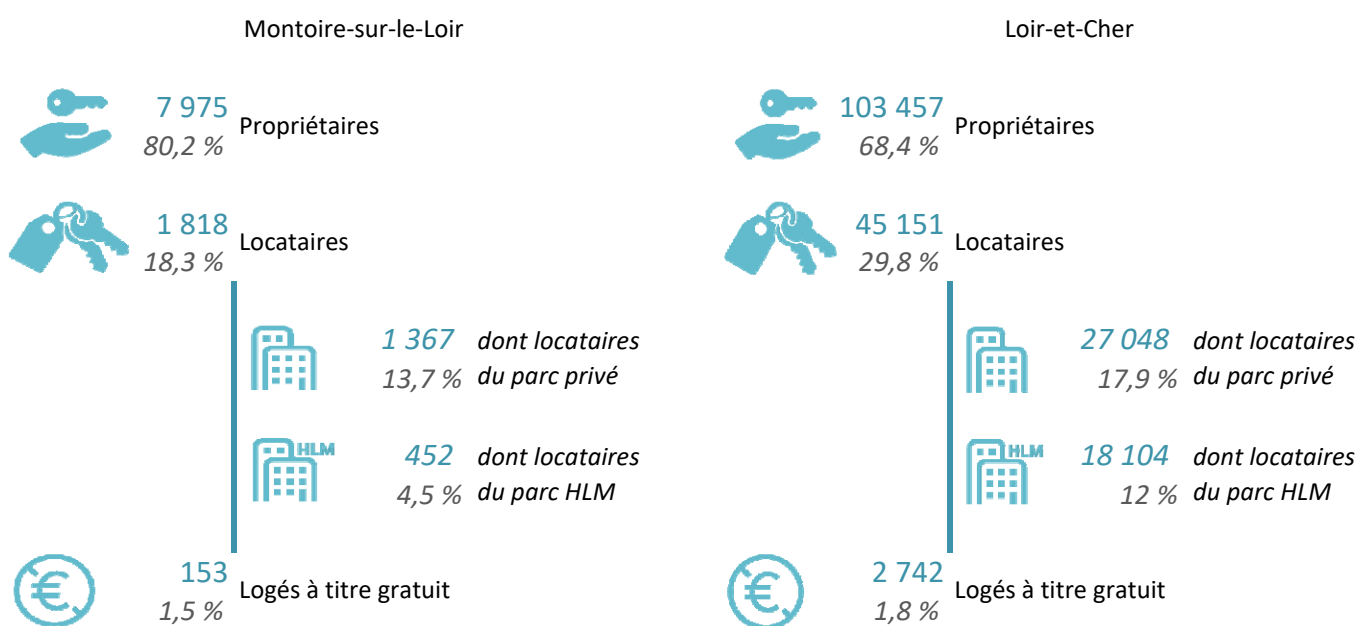 Montoire-sur-le-Loir
7 975
80,2 %
Propriétaires
1 818
18,3 %
Locataires
1 367
13,7 %
dont locataires
du parc privé
HLM
452
4,5 %
dont locataires
du parc HLM
153
1,5 %
Logés à titre gratuit
Loir-et-Cher
103 457
68,4 %
Propriétaires
45 151
29,8 %
Locataires
27 048
17,9 %
dont locataires
du parc privé
HLM
18 104
12 %
dont locataires
du parc HLM
2 742
1,8 %
Logés à titre gratuit